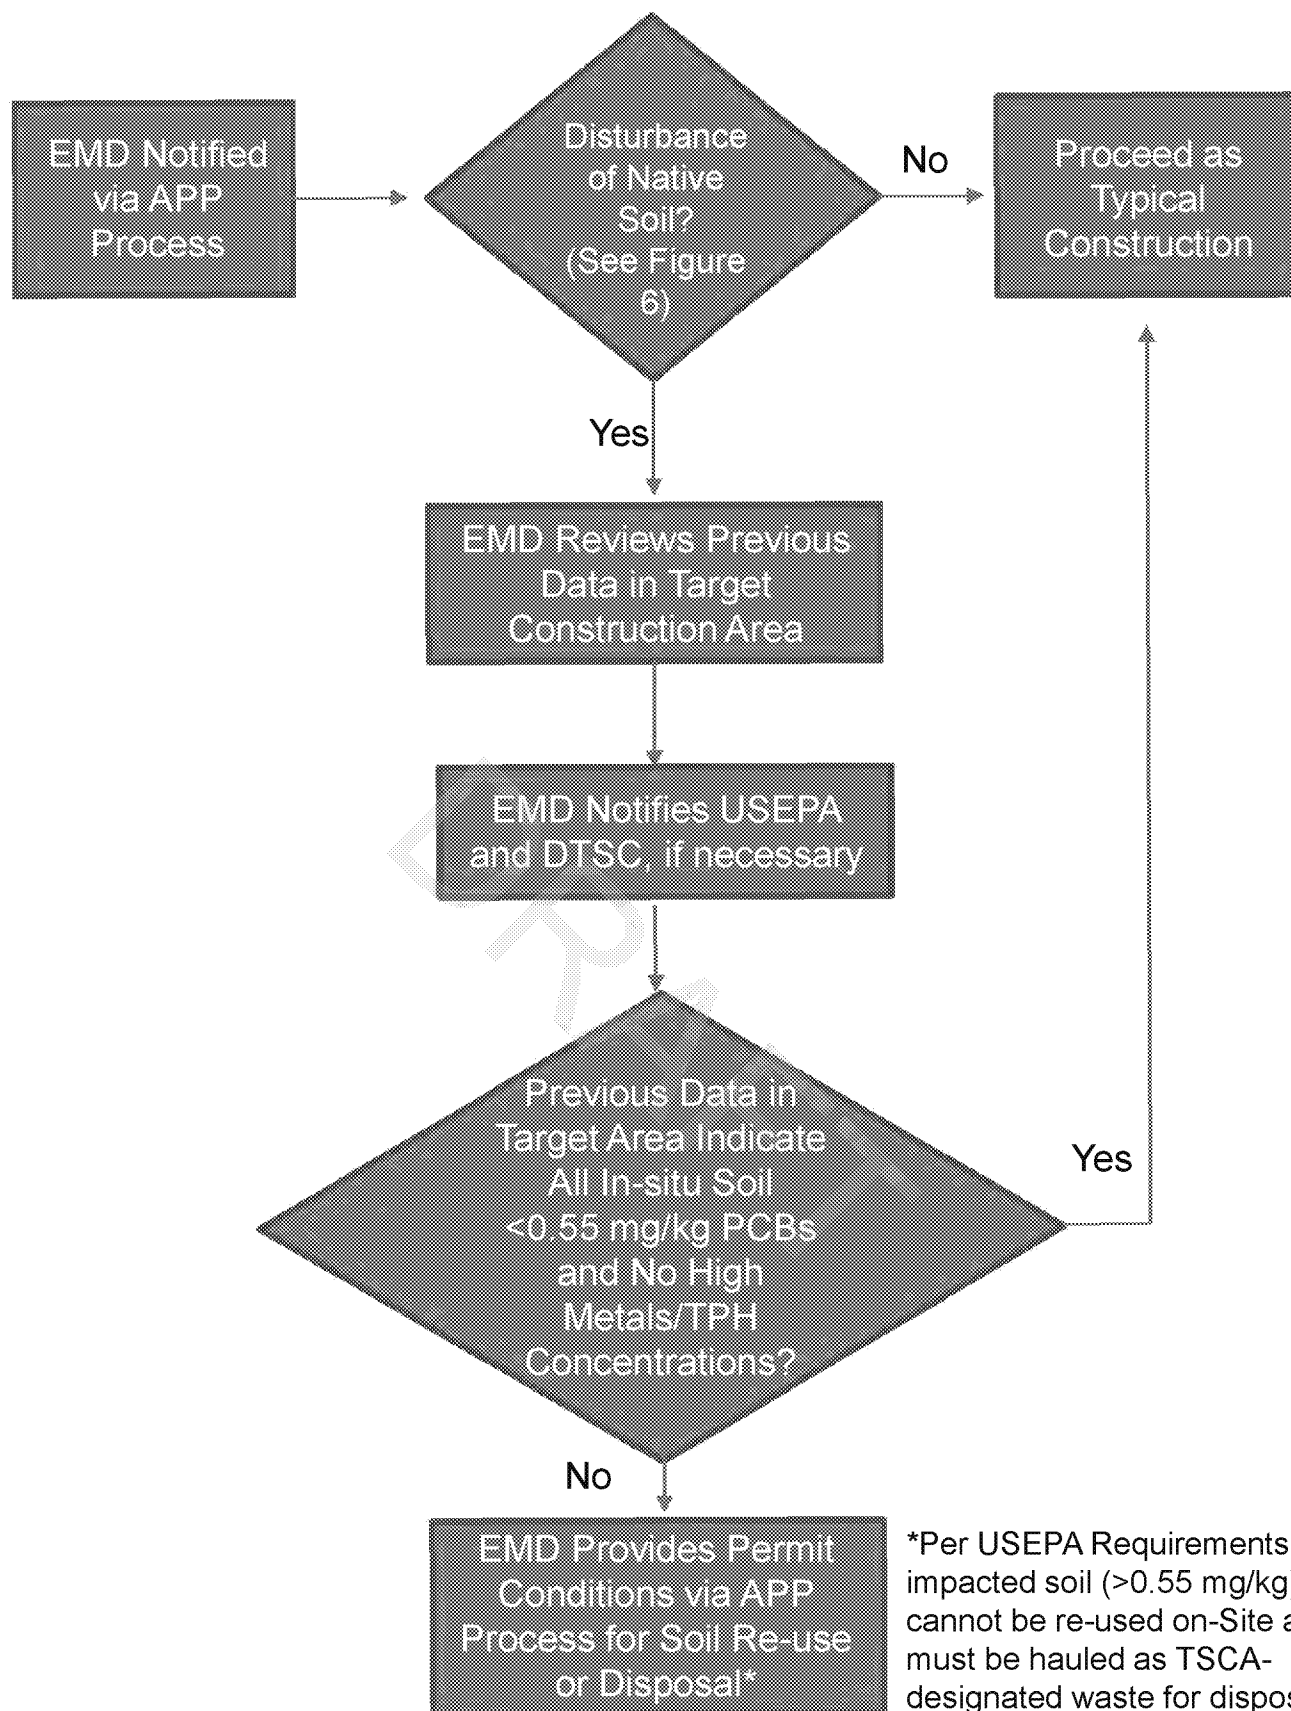 EMD Notified
via APP
Process
Disturbance
of Native
Soil?
(See Figure
6)
No
Proceed as
Typical
Construction
Yes
EMD Reviews Previous
Data in Target
Construction Area
EMD Notifies USEPA
and DTSC, if necessary
DRAFT
Previous Data in
Target Area Indicate
All In-situ Soil
<0.55 mg/kg PCBs
and No High
Metals/TPH
Concentrations?
Yes
No
EMD Provides Permit
Conditions via APP
Process for Soil Re-use
or Disposal*
*Per USEPA Requirements
impacted soil (>0.55 mg/kg)
cannot be re-used on-Site
must be hauled as TSCA-
designated waste for